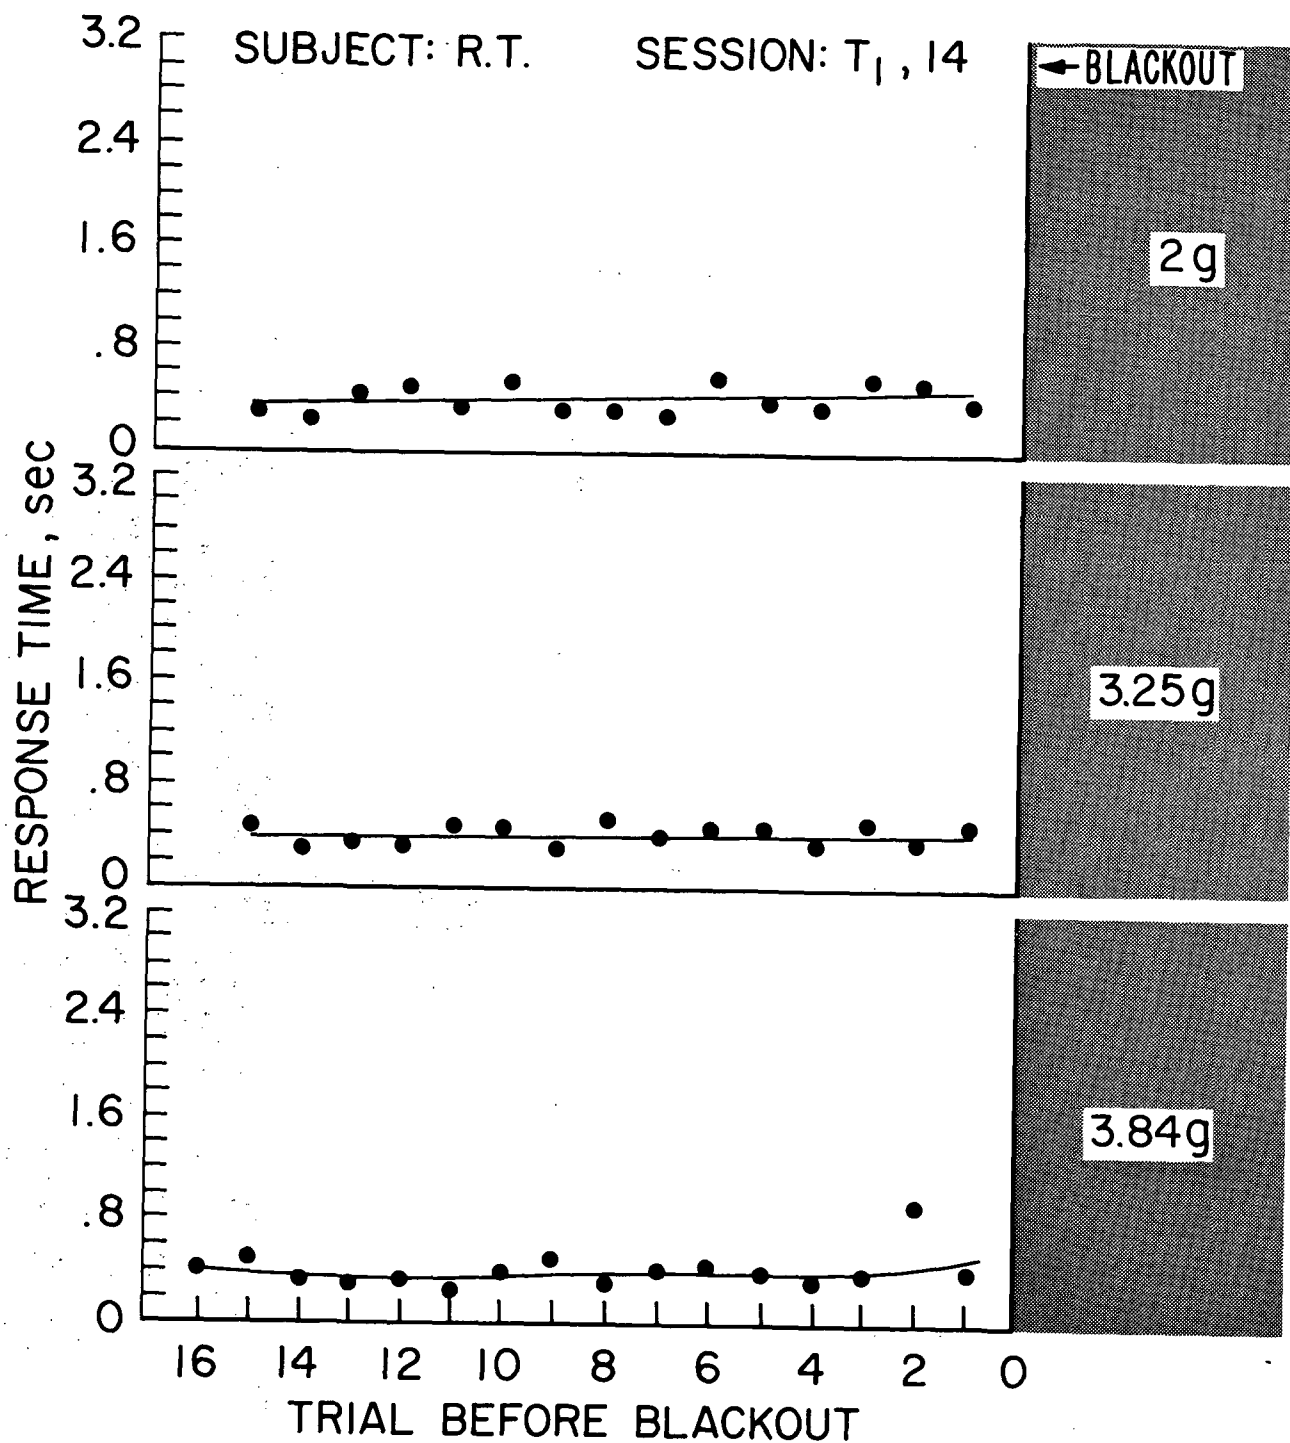 SUBJECT: R.T. SESSION: T1, 14
← BLACKOUT
3.2
2.4
1.6
.8
0
2g
RESPONSE TIME, sec
3.2
2.4
1.6
.8
0
3.25g
3.2
2.4
1.6
.8
0
3.84g
16 14 12 10 8 6 4 2 0
TRIAL BEFORE BLACKOUT